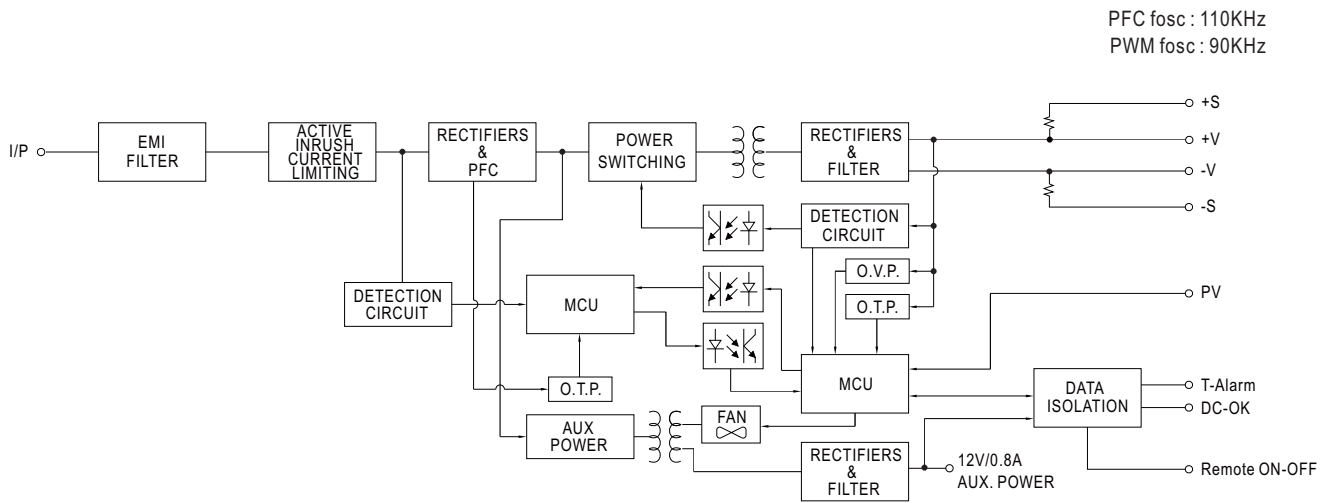 PFC fosc : 110KHz
PWM fosc : 90KHz
+S
I/P
EMI
FILTER
ACTIVE
INRUSH
CURRENT
LIMITING
RECTIFIERS
&
PFC
POWER
SWITCHING
RECTIFIERS
&
FILTER
+V
-V
-S
DETECTION
CIRCUIT
O.V.P.
O.T.P.
DETECTION
CIRCUIT
MCU
PV
O.T.P.
MCU
DATA
ISOLATION
T-Alarm
DC-OK
AUX
POWER
FAN
RECTIFIERS
&
FILTER
12V/0.8A
AUX. POWER
Remote ON-OFF